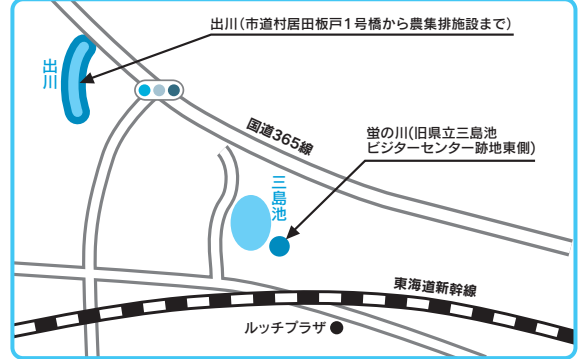 出川(市道村居田板戸1号橋から農集排施設まで)
出川
国道365線
蛍の川(旧県立三島池
ビジターセンター跡地東側)
三島池
東海道新幹線
ルッチプラザ